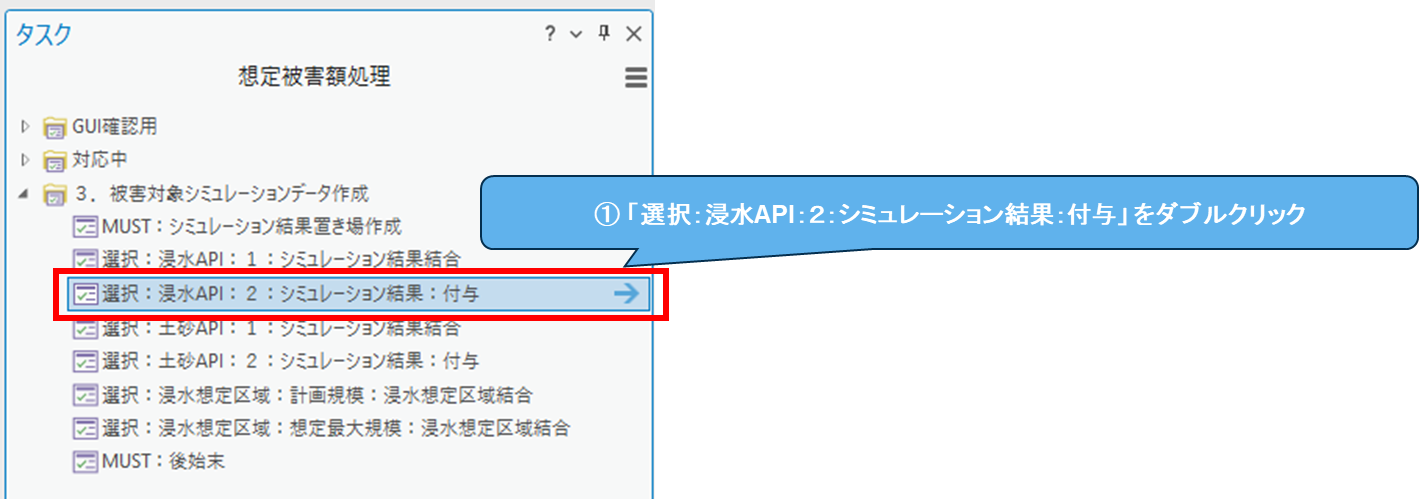 タスク
?
想定被害額処理
GUI確認用
対応中
３．被害対象シミュレーションデータ作成
MUST：シミュレーション結果置き場作成
選択：浸水API：１：シミュレーション結果結合
選択：浸水API：２：シミュレーション結果：付与
選択：土砂API：１：シミュレーション結果結合
選択：土砂API：２：シミュレーション結果：付与
選択：浸水想定区域：計画規模：浸水想定区域結合
選択：浸水想定区域：想定最大規模：浸水想定区域結合
MUST：後始末
①「選択：浸水API：２：シミュレーション結果：付与」をダブルクリック